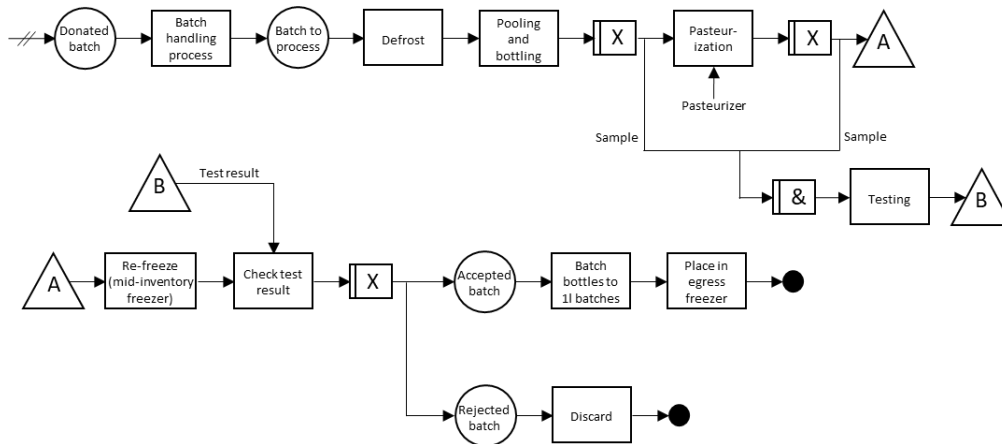 Donated
batch
Batch
handling
process
Batch to
process
Defrost
Pooling
and
bottling
X
Pasteur-
ization
X
A
Pasteurizer
Sample
Sample
B
Test result
&
Testing
B
A
Re-freeze
(mid-inventory
freezer)
Check test
result
X
Accepted
batch
Batch
bottles to
1l batches
Place in
egress
freezer
Rejected
batch
Discard